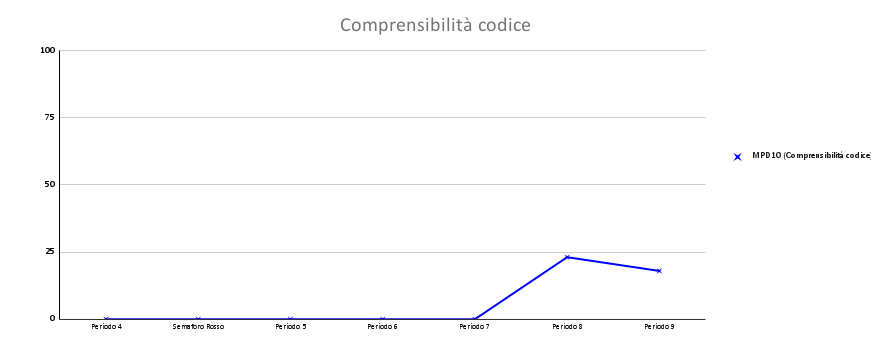 Comprensibilità codice
100
75
50
25
0
Periodo 4 Semaforo Rosso Periodo 5 Periodo 6 Periodo 7 Periodo 8 Periodo 9
MPD10 (Comprensibilità codice)